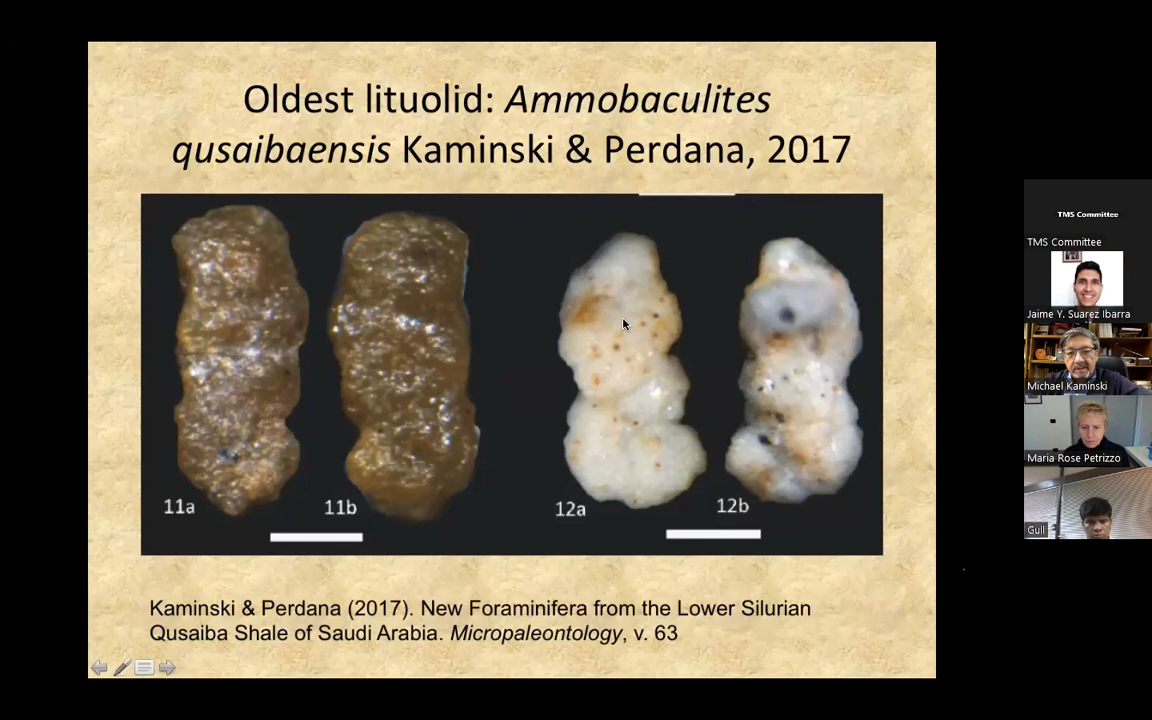 Oldest lituolid: Ammobaculites
qusaibaensis Kaminski & Perdana, 2017
11a
11b
12a
12b
Kaminski & Perdana (2017). New Foraminifera from the Lower Silurian
Qusaiba Shale of Saudi Arabia. Micropaleontology, v. 63
TMS Committee
TMS Committee
Jaime Y. Suarez Ibarra
Michael Kaminski
Maria Rose Petrizzo
Gull